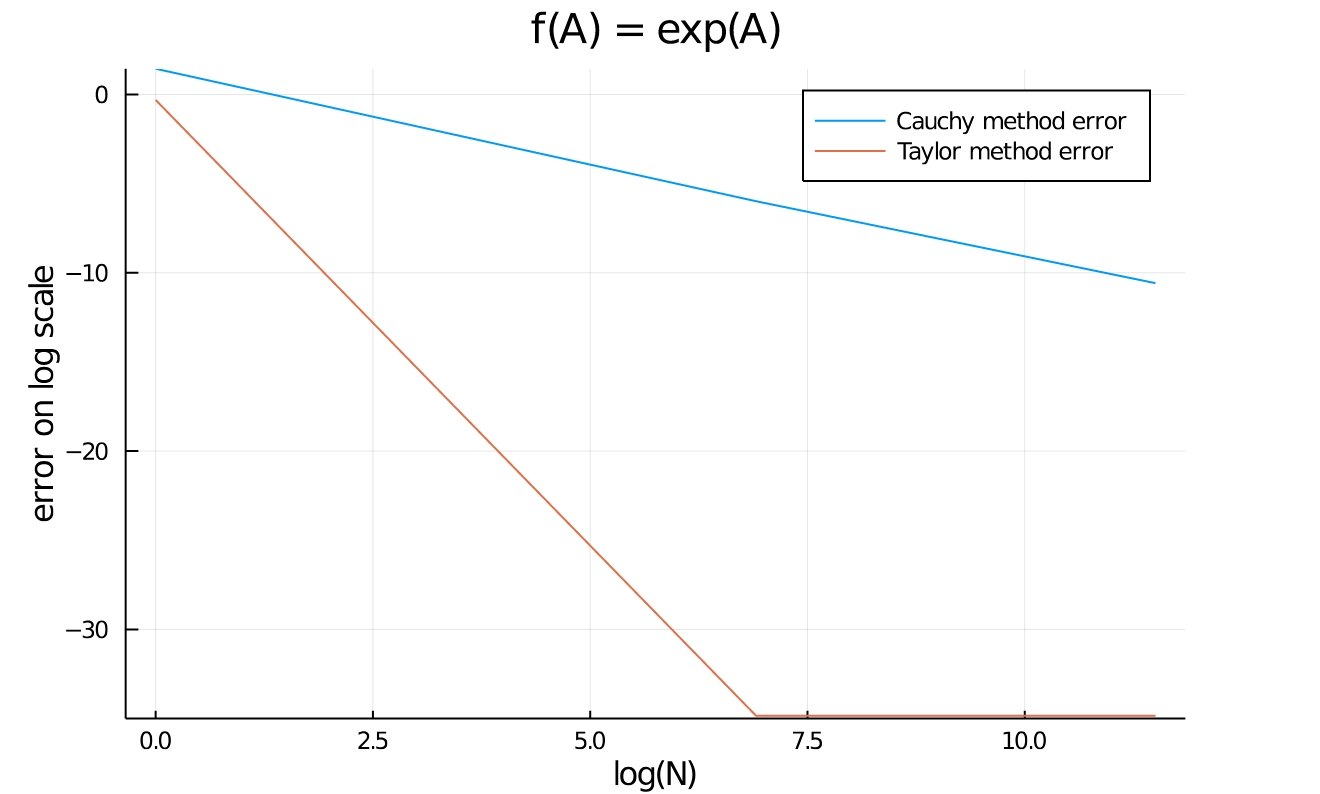 f(A) = exp(A)
Cauchy method error
Taylor method error
error on log scale
0
−10
−20
−30
0.0
2.5
5.0
7.5
10.0
log(N)